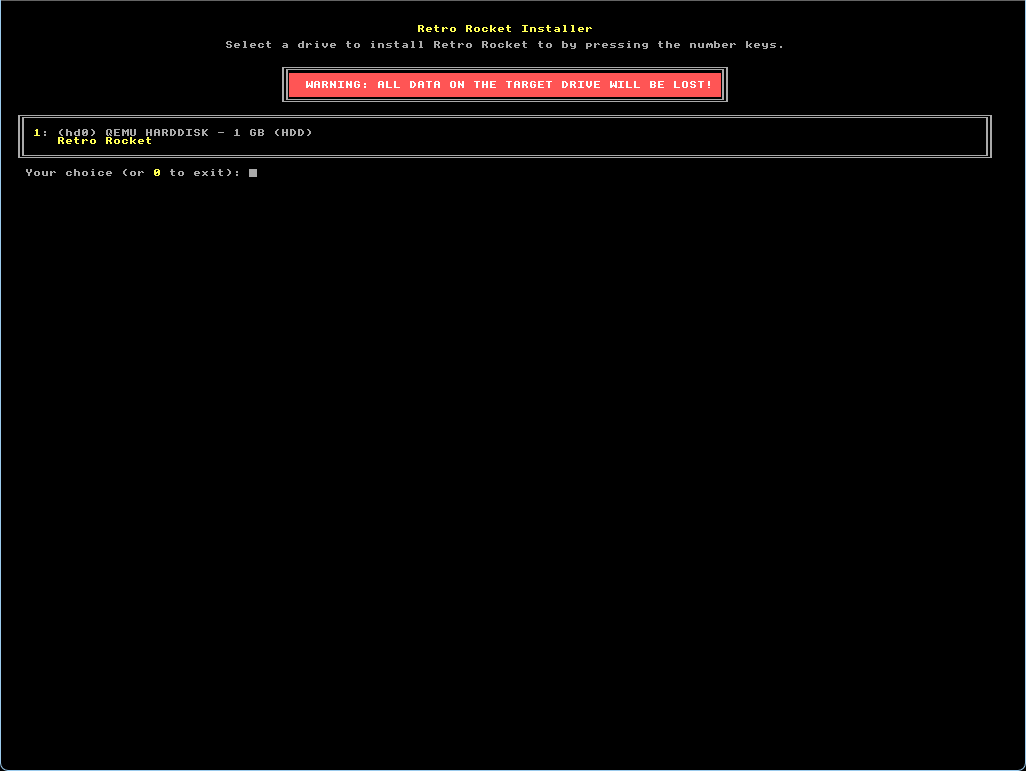 Retro Rocket Installer
Select a drive to install Retro Rocket to by pressing the number keys.
WARNING: ALL DATA ON THE TARGET DRIVE WILL BE LOST!
1: (hd0) QEMU HARDDISK - 1 GB (HDD)
Retro Rocket
Your choice (or 0 to exit):